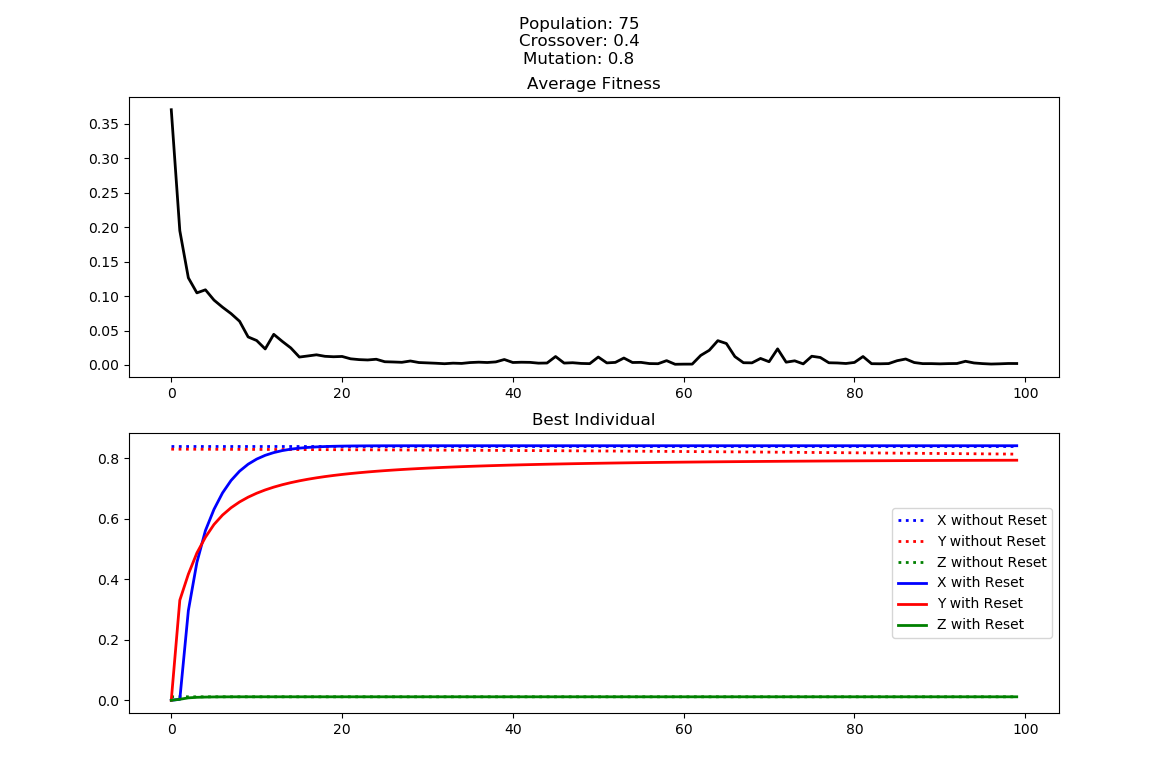 Population: 75
Crossover: 0.4
Mutation: 0.8
Average Fitness
0.35
0.30
0.25
0.20
0.15
0.10
0.05
0.00
0 20 40 60 80 100
Best Individual
0.8
0.6
0.4
0.2
0.0
X without Reset
Y without Reset
Z without Reset
X with Reset
Y with Reset
Z with Reset
0 20 40 60 80 100